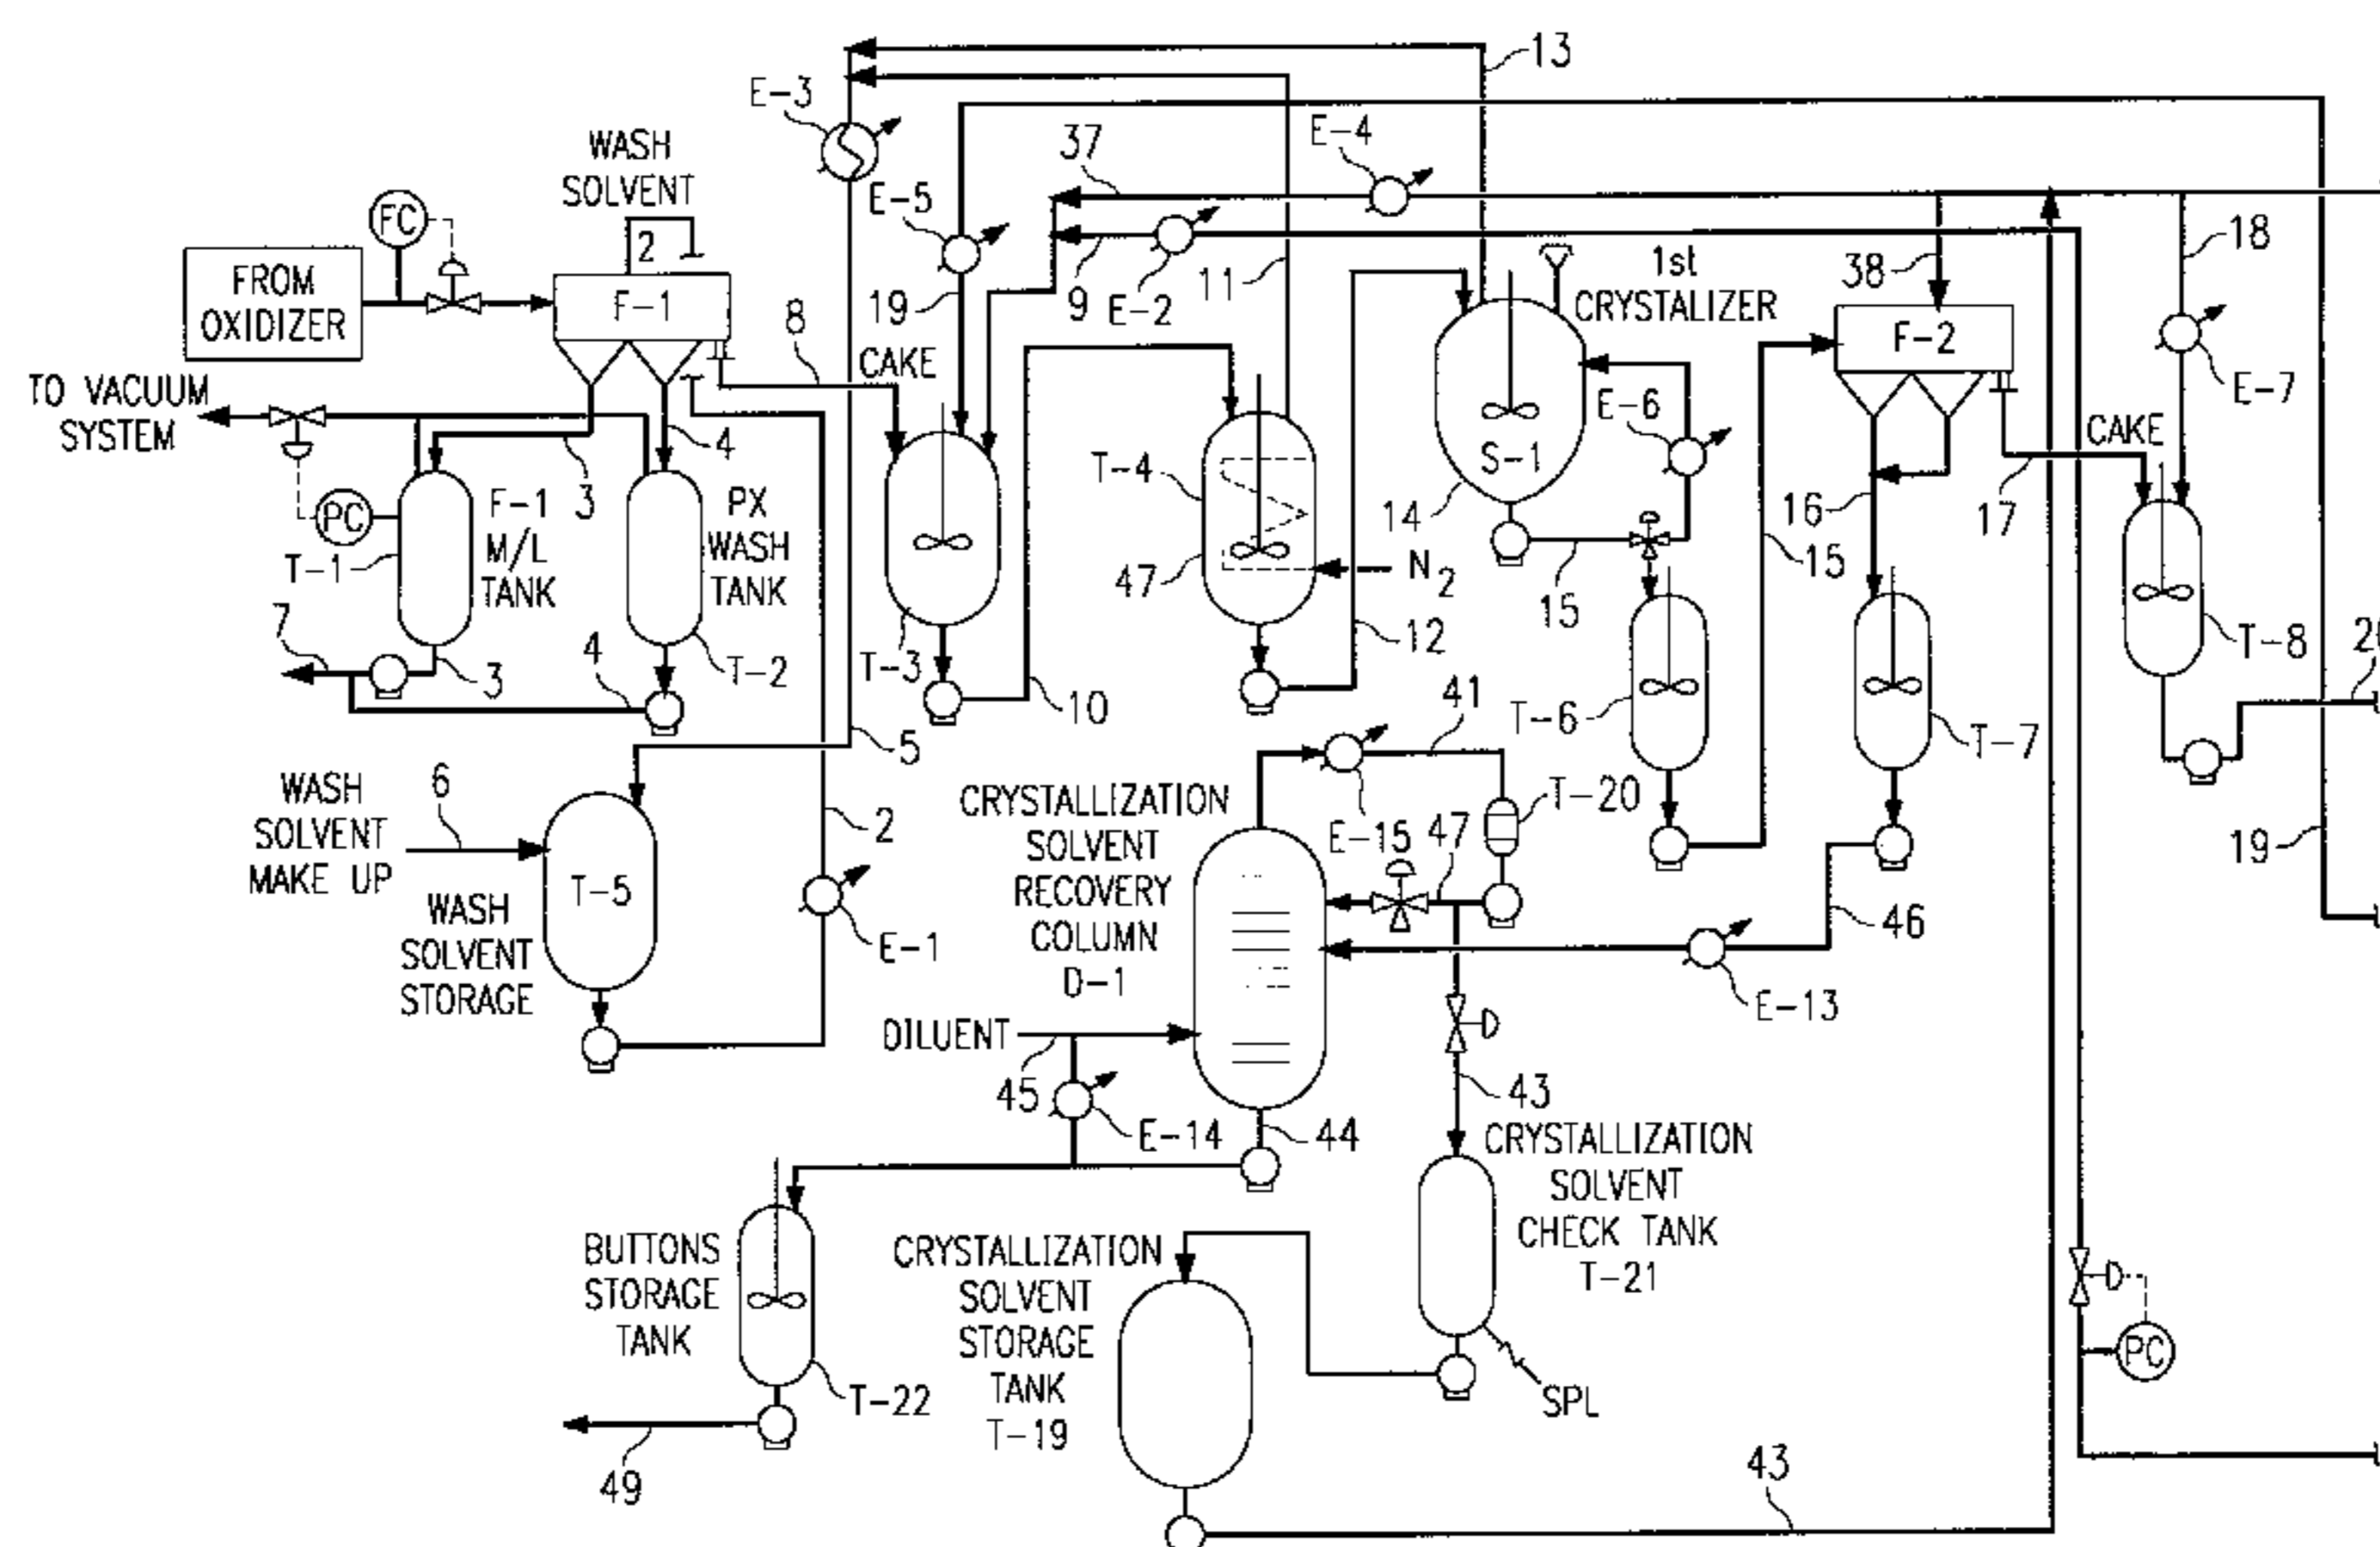 13
E-3
WASH
SOLVENT
37
E-4
E-5
FC
2
FROM
OXIDIZER
F-1
8
19
9
E-2
11
1st
CRYSTALIZER
38
18
F-2
E-7
TO VACUUM
SYSTEM
3
4
CAKE
T-4
S-1
E-6
14
CAKE
17
16
15
PC
F-1
M/L
TANK
T-1
3
PX
WASH
TANK
T-2
47
N2
15
12
7
3
4
T-3
10
41
T-6
T-7
T-8
5
WASH
SOLVENT
MAKE UP
6
2
CRYSTALLIZATION
SOLVENT
RECOVERY
COLUMN
D-1
E-15
47
T-20
19
T-5
WASH
SOLVENT
STORAGE
E-1
46
E-13
DILUENT
45
E-14
44
43
CRYSTALLIZATION
SOLVENT
CHECK TANK
T-21
BUTTONS
STORAGE
TANK
T-22
CRYSTALLIZATION
SOLVENT
STORAGE
TANK
T-19
SPL
PC
49
43